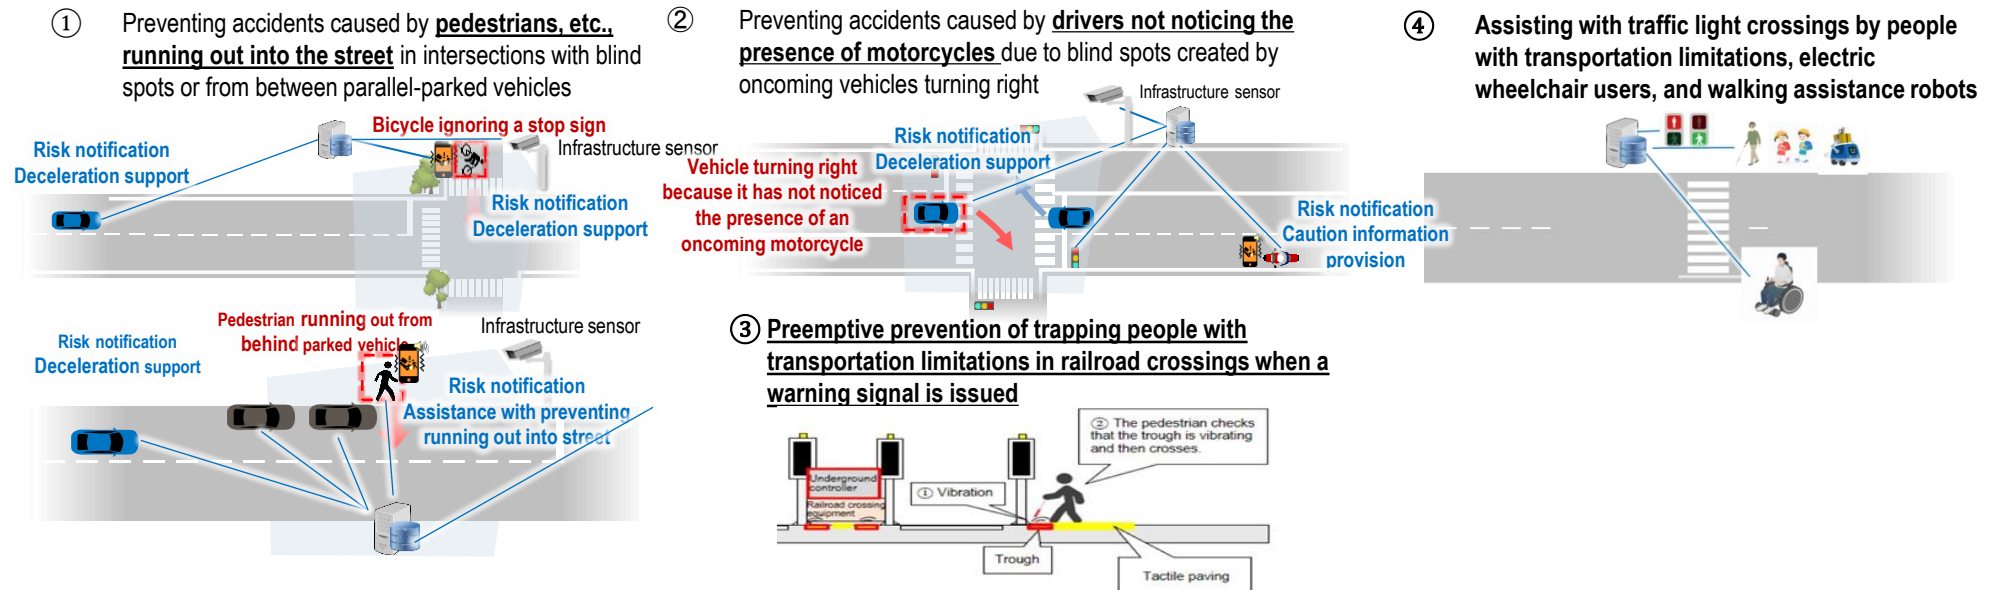 ① Preventing accidents caused by pedestrians, etc.,
running out into the street in intersections with blind
spots or from between parallel-parked vehicles
Bicycle ignoring a stop sign
Infrastructure sensor
Risk notification
Deceleration support
Risk notification
Deceleration support
Pedestrian running out from
behind parked vehicle
Infrastructure sensor
Risk notification
Deceleration support
Risk notification
Assistance with preventing
running out into street
② Preventing accidents caused by drivers not noticing the
presence of motorcycles due to blind spots created by
oncoming vehicles turning right
Infrastructure sensor
Risk notification
Deceleration support
Vehicle turning right
because it has not noticed
the presence of an
oncoming motorcycle
Risk notification
Caution information
provision
③ Preemptive prevention of trapping people with
transportation limitations in railroad crossings when a
warning signal is issued
② The pedestrian checks
that the trough is vibrating
and then crosses.
Underground
controller
Railroad crossing
equipment
① Vibration
Trough
Tactile paving
④ Assisting with traffic light crossings by people
with transportation limitations, electric
wheelchair users, and walking assistance robots